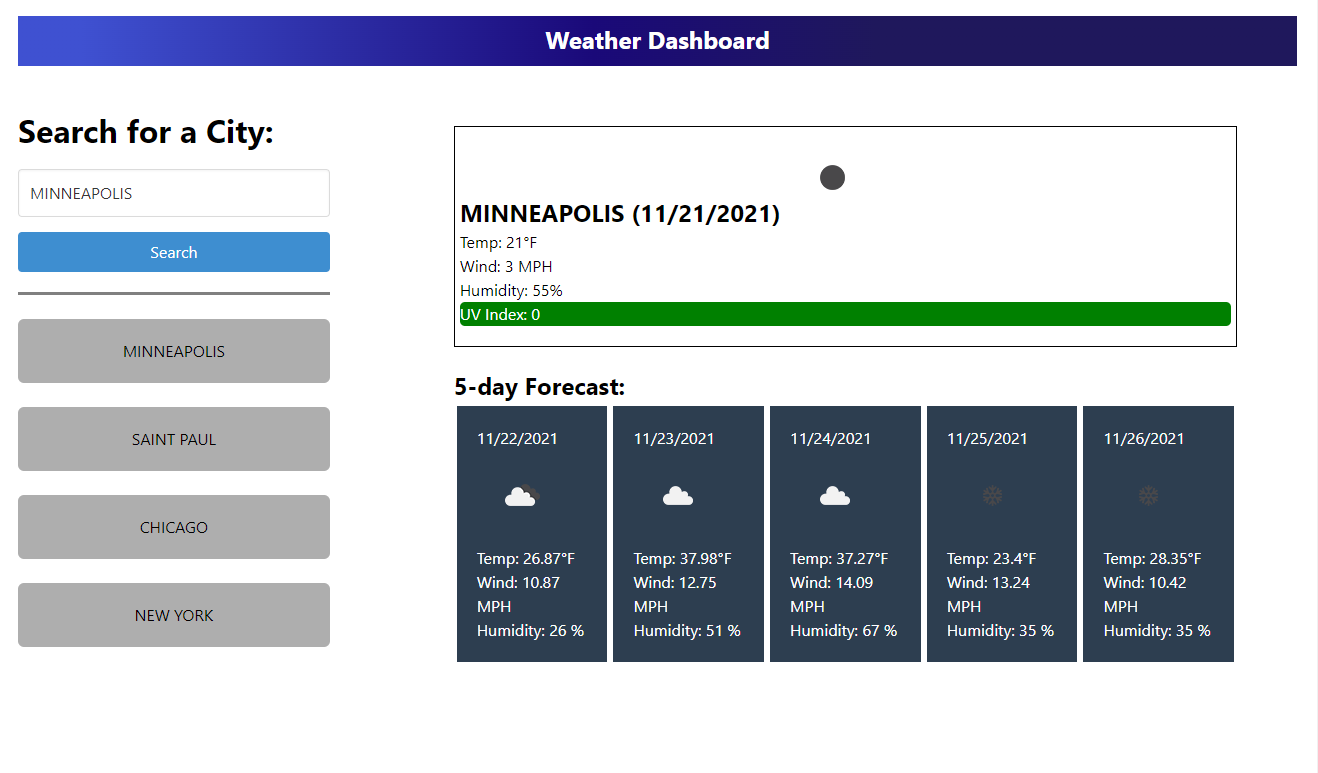 Weather Dashboard
Search for a City:
MINNEAPOLIS
Search
MINNEAPOLIS
SAINT PAUL
CHICAGO
NEW YORK
MINNEAPOLIS (11/21/2021)
Temp: 21°F
Wind: 3 MPH
Humidity: 55%
UV Index: 0
5-day Forecast:
11/22/2021
Temp: 26.87°F
Wind: 10.87
MPH
Humidity: 26 %
11/23/2021
Temp: 37.98°F
Wind: 12.75
MPH
Humidity: 51 %
11/24/2021
Temp: 37.27°F
Wind: 14.09
MPH
Humidity: 67 %
11/25/2021
Temp: 23.4°F
Wind: 13.24
MPH
Humidity: 35 %
11/26/2021
Temp: 28.35°F
Wind: 10.42
MPH
Humidity: 35 %